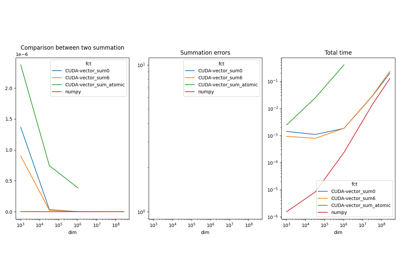 Comparison between two summation
1e-6
fct
CUDA-vector_sum0
CUDA-vector_sum6
CUDA-vector_sum_atomic
numpy
2.0
1.5
1.0
0.5
0.0
10³ 10⁴ 10⁵ 10⁶ 10⁷ 10⁸
dim
Summation errors
fct
CUDA-vector_sum0
CUDA-vector_sum6
CUDA-vector_sum_atomic
numpy
10¹
10⁰
10³ 10⁴ 10⁵ 10⁶ 10⁷ 10⁸
dim
Total time
10⁻¹
10⁻²
10⁻³
10⁻⁴
10⁻⁵
10⁻⁶
fct
CUDA-vector_sum0
CUDA-vector_sum6
CUDA-vector_sum_atomic
numpy
10³ 10⁴ 10⁵ 10⁶ 10⁷ 10⁸
dim